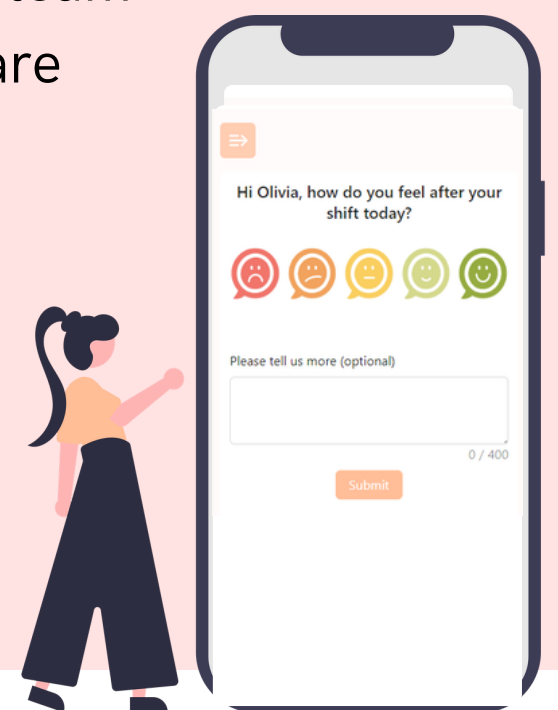 are
Hi Olivia, how do you feel after your
shift today?
Please tell us more (optional)
0 / 400
Submit